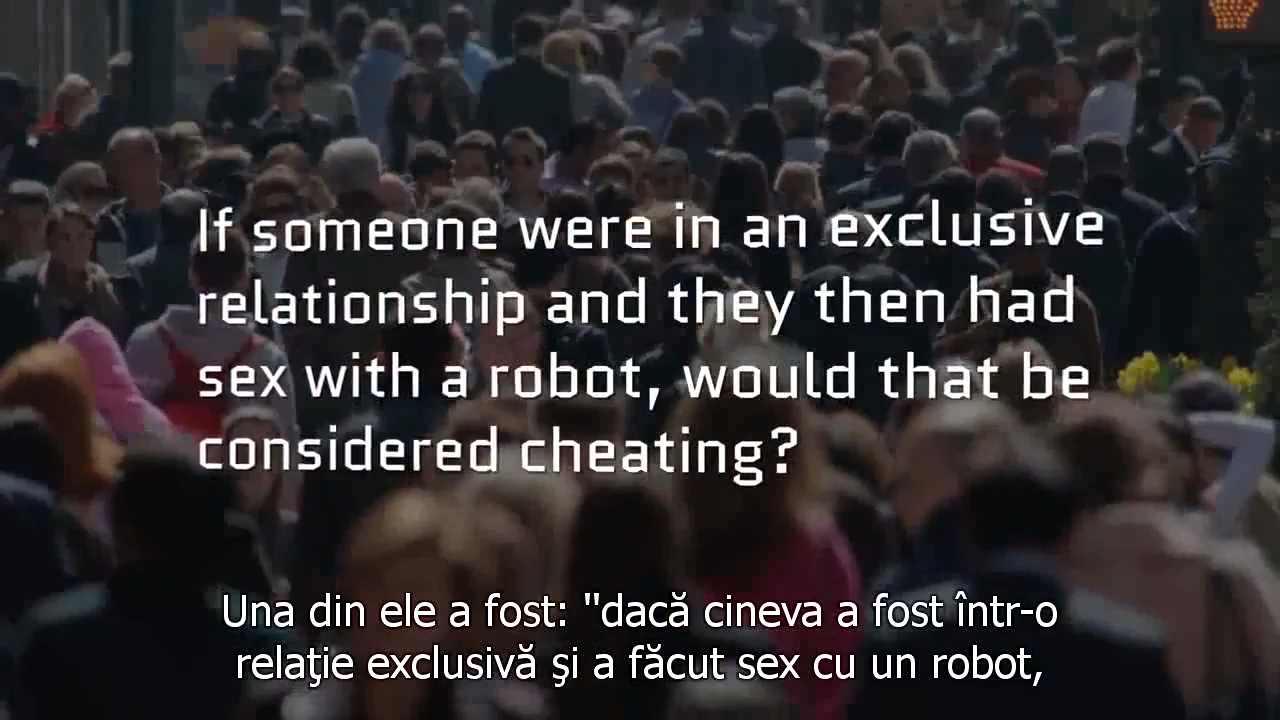 If someone were in an exclusive
relationship and they then had
sex with a robot, would that be
considered cheating?
Una din ele a fost: "dacă cineva a fost într-o
relaţie exclusivă şi a făcut sex cu un robot,